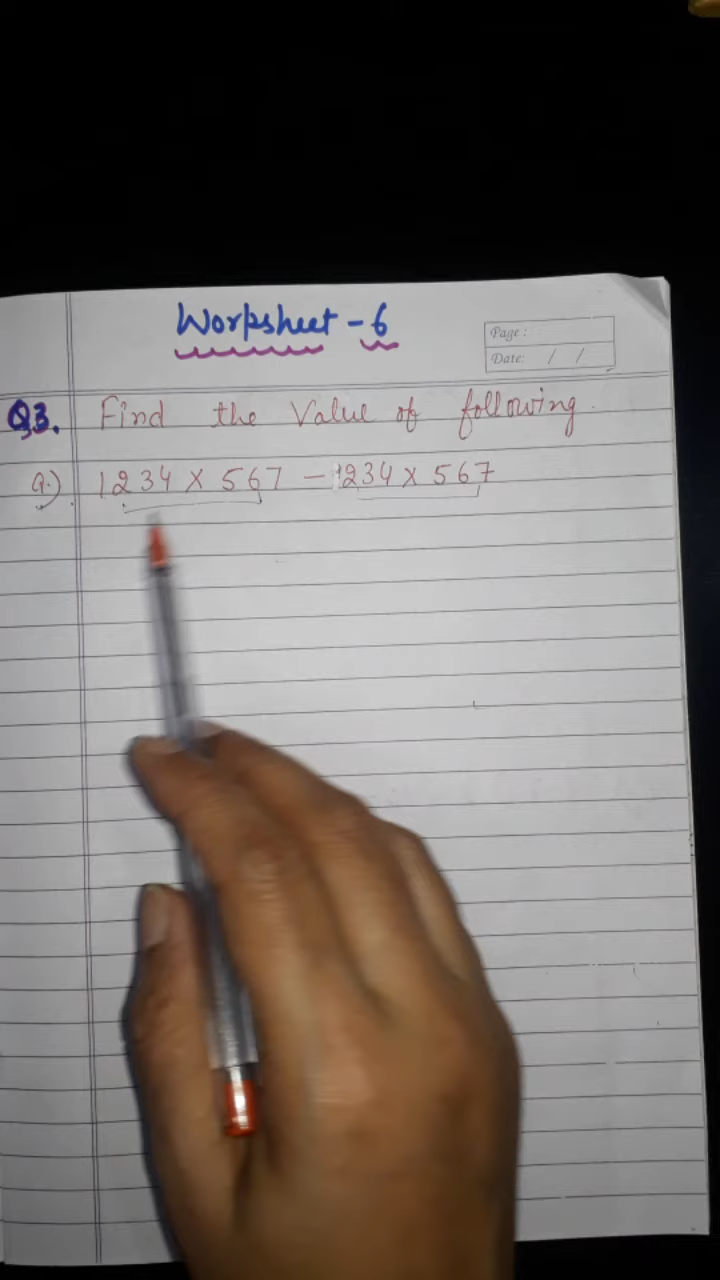 Worksheet - 6
Page :
Date: / /
Q3. Find the Value of following.
a.) 1234 X 567 - 1234 X 567